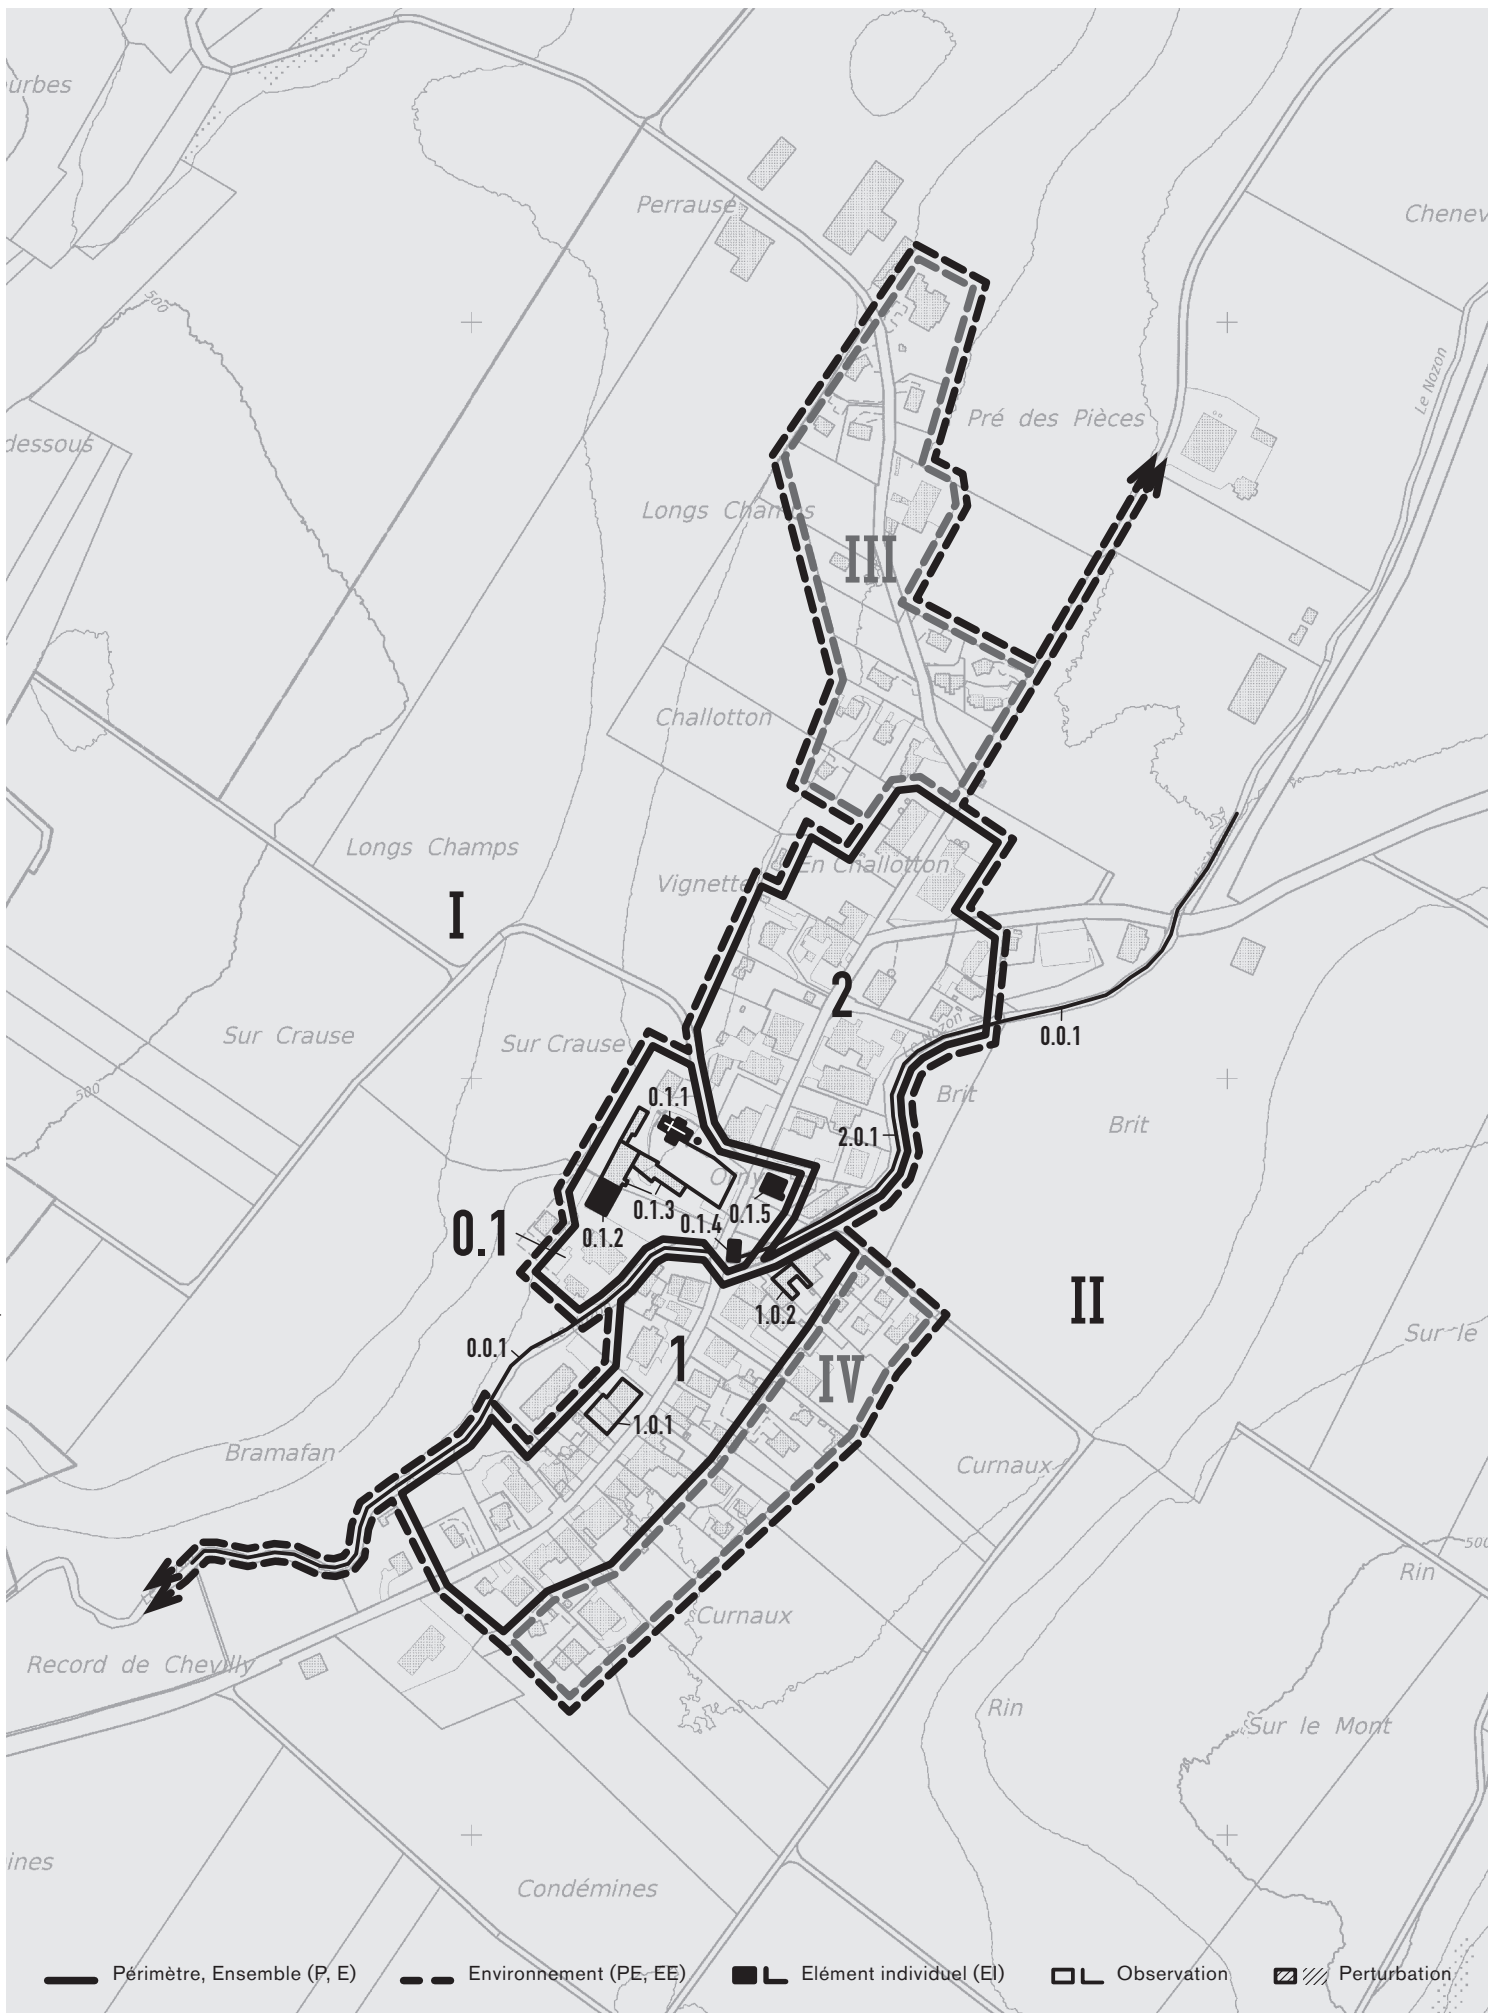 urbes
Perrause
Chenev
500
Le Nozon
Pré des Pièces
dessous
Longs Champs
III
Challotton
Longs Champs
En Challotton
Vignette
I
2
Sur Crause
Sur Crause
Le Nozon
0.0.1
500
0.1.1
Brit
Brit
2.0.1
0.1.3
0.1.4
0.1.5
0.1
0.1.2
II
1.0.2
Sur le
0.0.1
1
IV
1.0.1
Bramafan
Curnaux
500
Rin
Curnaux
Record de Chevilly
Rin
Sur le Mont
ines
Condémines
Périmètre, Ensemble (P, E) Environnement (PE, EE) Elément individuel (EI) Observation Perturbation